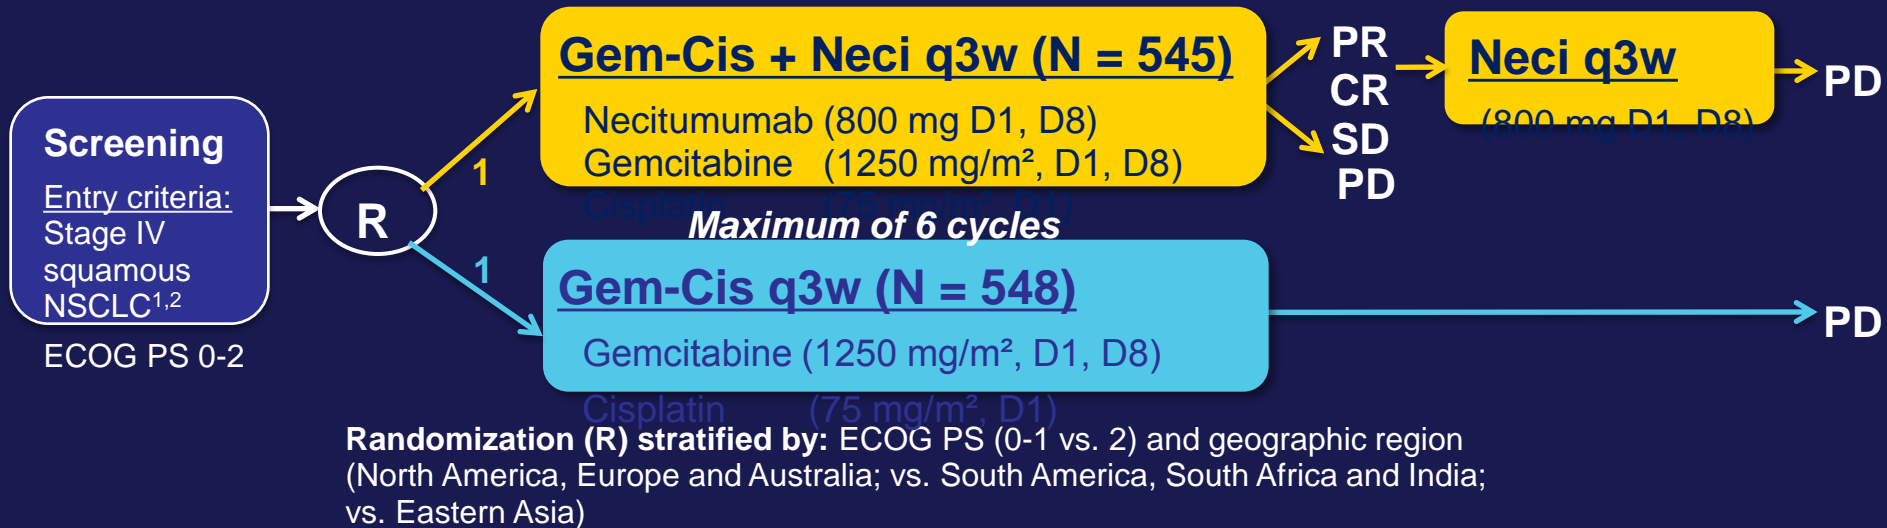 Screening
Entry criteria:
Stage IV
squamous
NSCLC1,2
ECOG PS 0-2
R
1
1
Gem-Cis + Neci q3w (N = 545)
Necitumumab (800 mg D1, D8)
Gemcitabine (1250 mg/m², D1, D8)
Cisplatin (75 mg/m², D1)
Maximum of 6 cycles
Gem-Cis q3w (N = 548)
Gemcitabine (1250 mg/m², D1, D8)
Cisplatin (75 mg/m², D1)
PR
CR
SD
PD
Neci q3w
(800 mg D1, D8)
PD
PD
Randomization (R) stratified by: ECOG PS (0-1 vs. 2) and geographic region
(North America, Europe and Australia; vs. South America, South Africa and India;
vs. Eastern Asia)